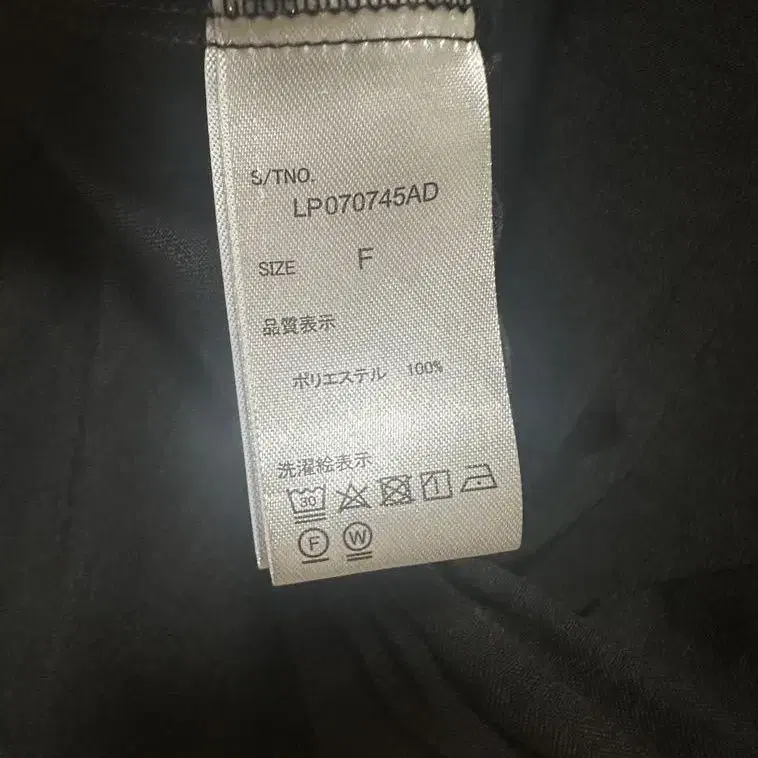 S/TNO.
LP070745AD
SIZE F
品質表示
ポリエステル 100%
洗濯絵表示
30
F W